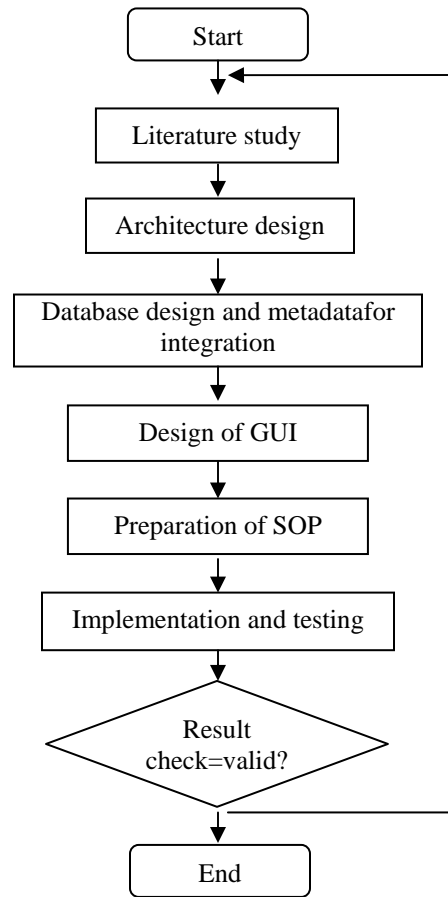 Start
Literature study
Architecture design
Database design and metadatafor
integration
Design of GUI
Preparation of SOP
Implementation and testing
Result
check=valid?
End